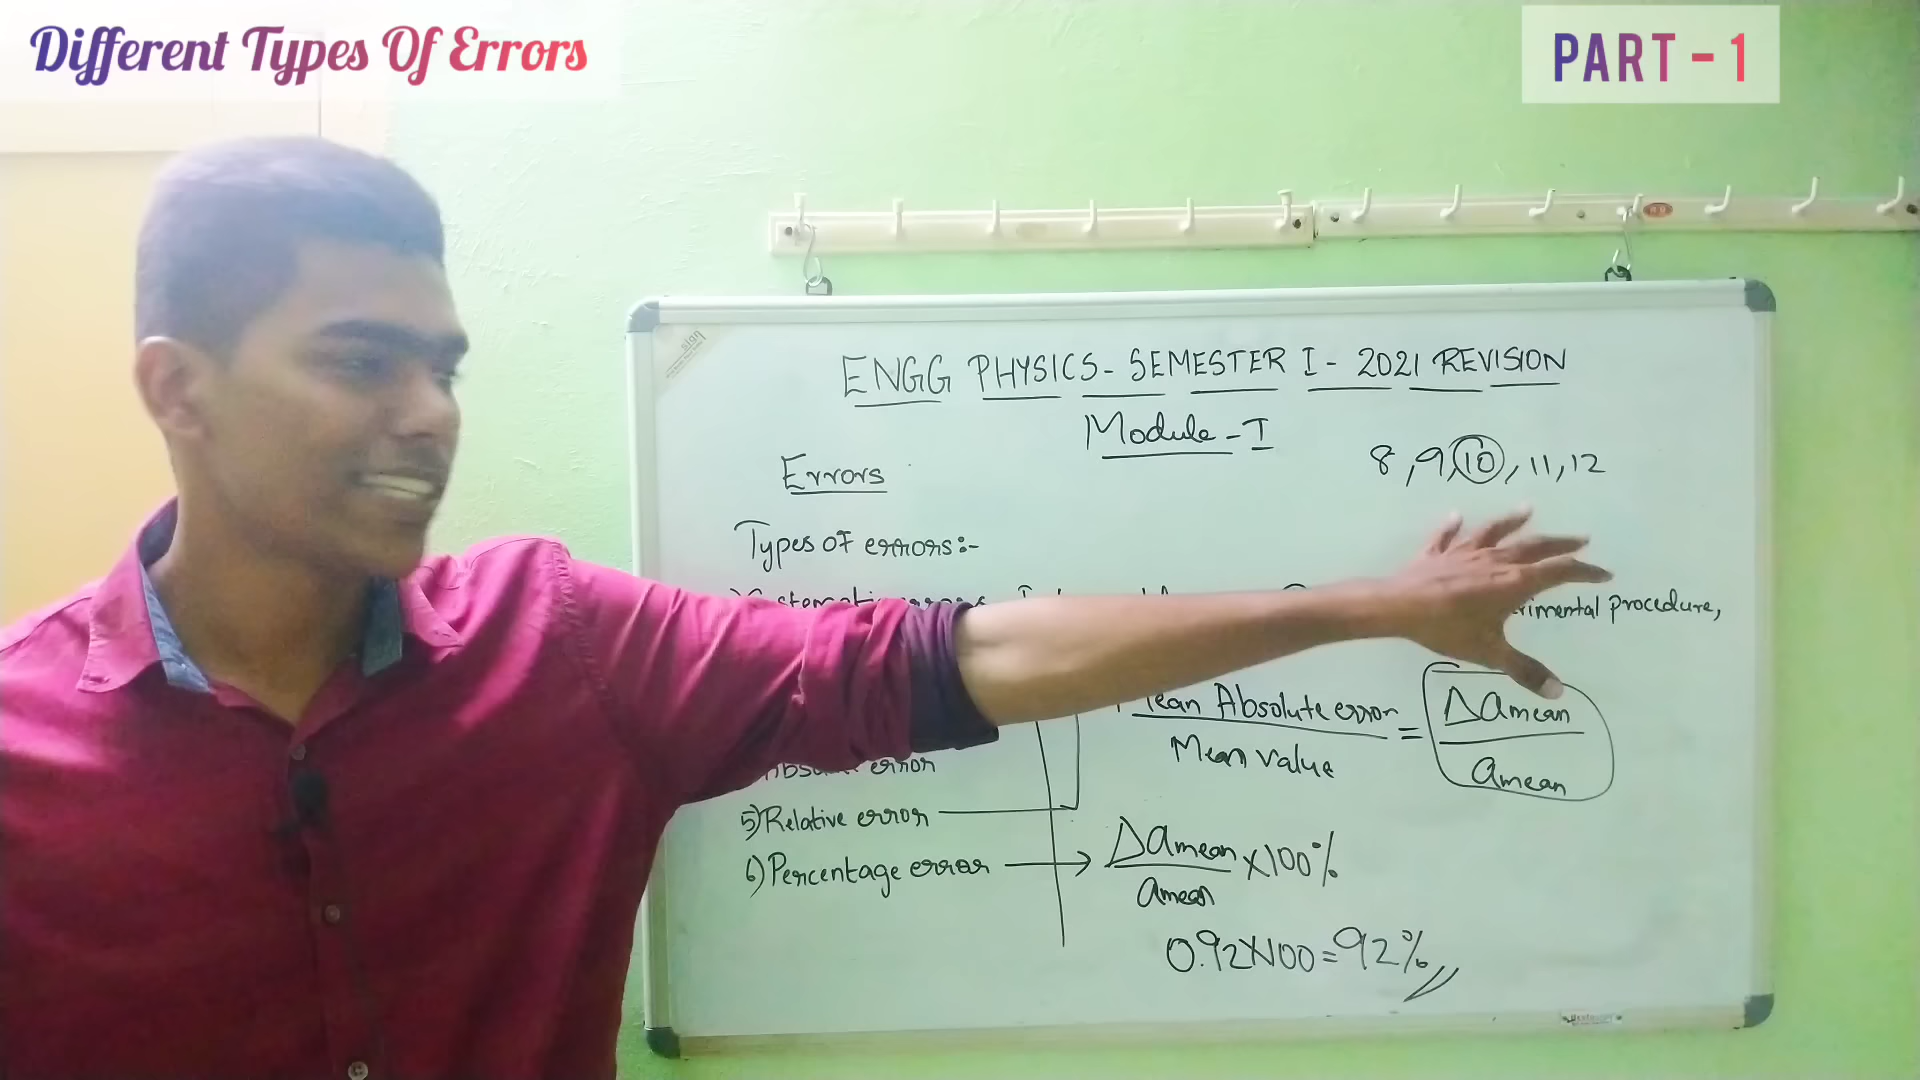 Different Types Of Errors
PART - 1
ENGG PHYSICS - SEMESTER I - 2021 REVISION
Module - I
Errors
8, 9, 10, 11, 12
Types of errors:-
procedure,
Absolute error = Δamean
Mean value amean
error
5) Relative error
6) Percentage error → Δamean x100%
amean
0.92X100 = 92%